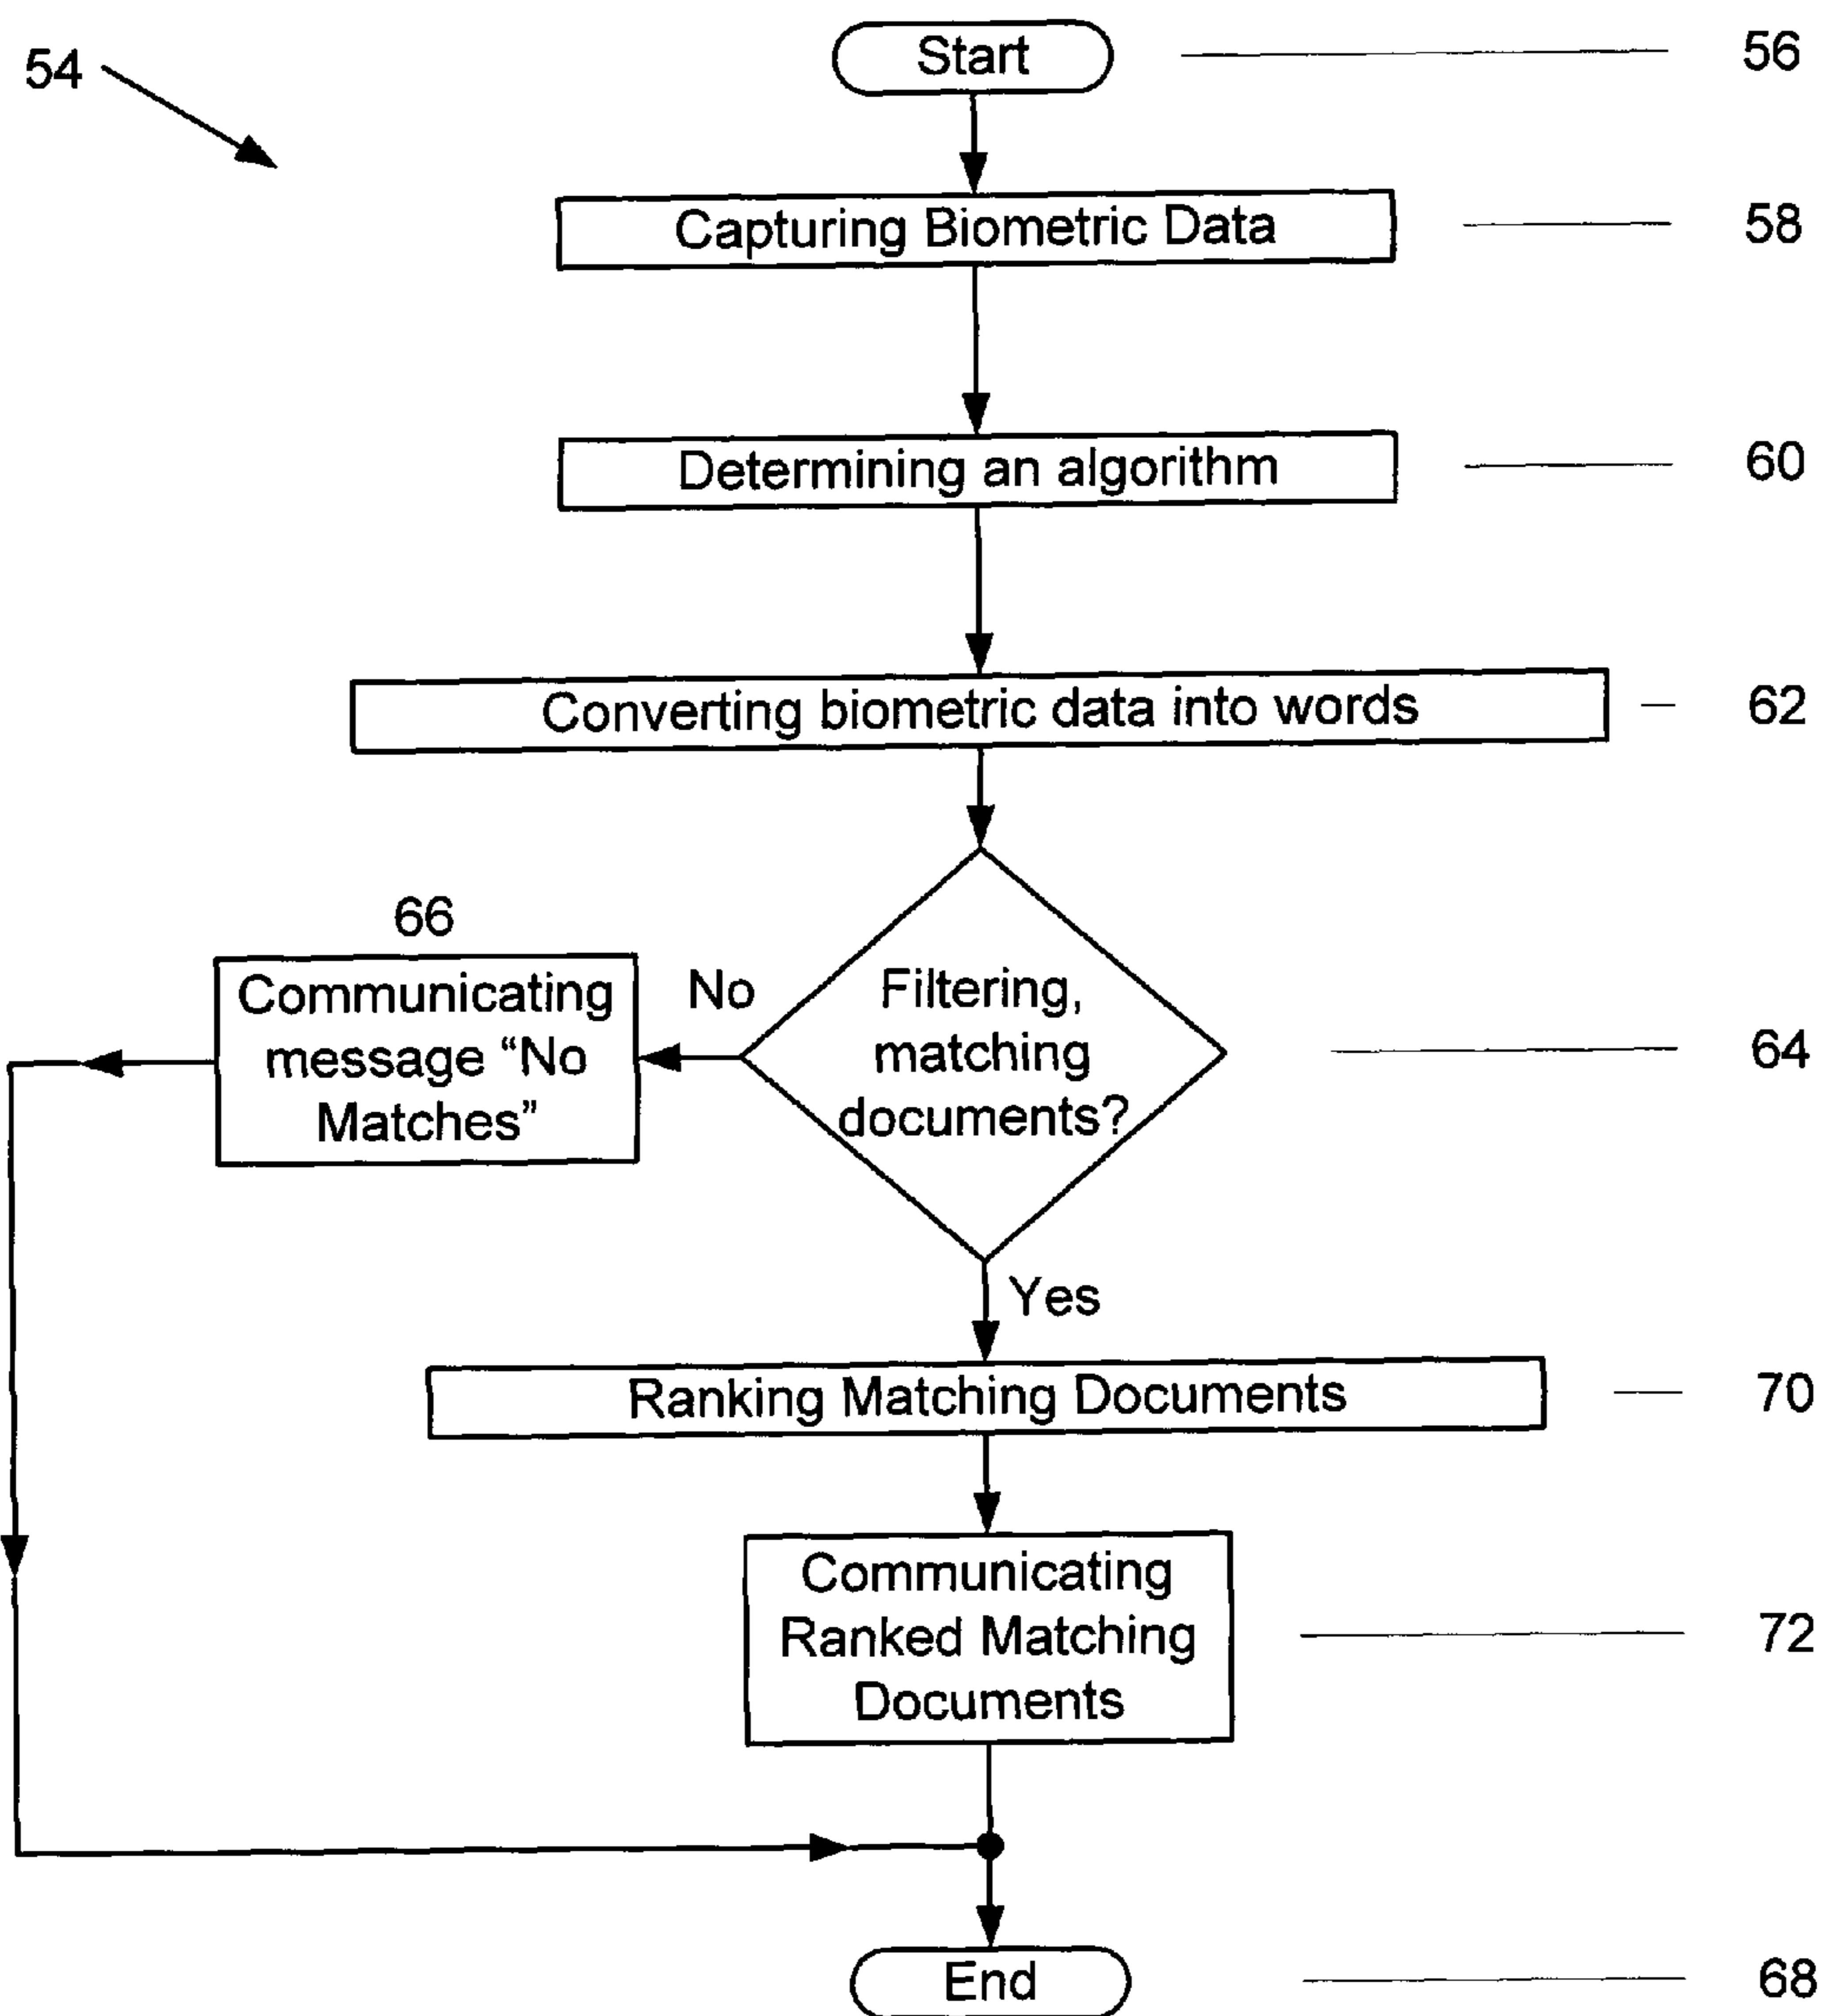 54
Start
56
Capturing Biometric Data
58
Determining an algorithm
60
Converting biometric data into words
62
66
Communicating
message “No
Matches”
No
Filtering,
matching
documents?
64
Yes
Ranking Matching Documents
70
Communicating
Ranked Matching
Documents
72
End
68